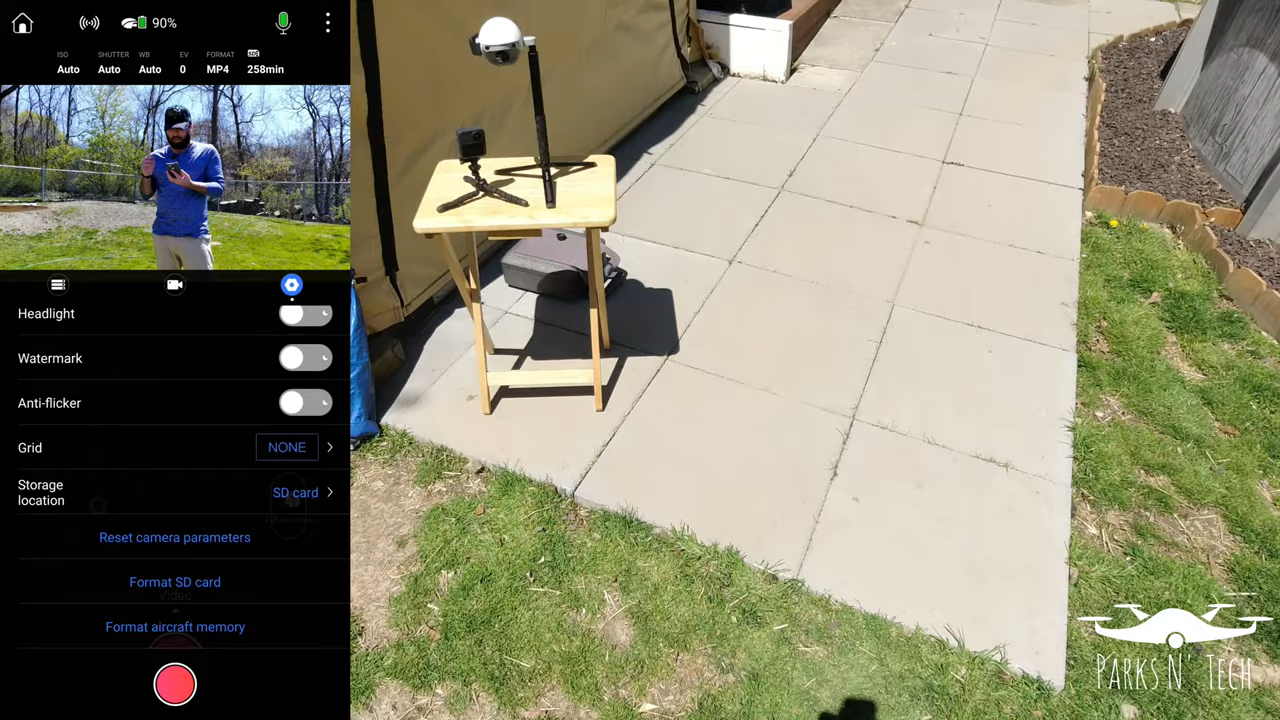 90%
ISO SHUTTER WB EV FORMAT
Auto Auto Auto 0 MP4 258min
Headlight
Watermark
Anti-flicker
Grid NONE
Storage
location SD card
Reset camera parameters
Format SD card
Video
Format aircraft memory
PARKS N' TECH